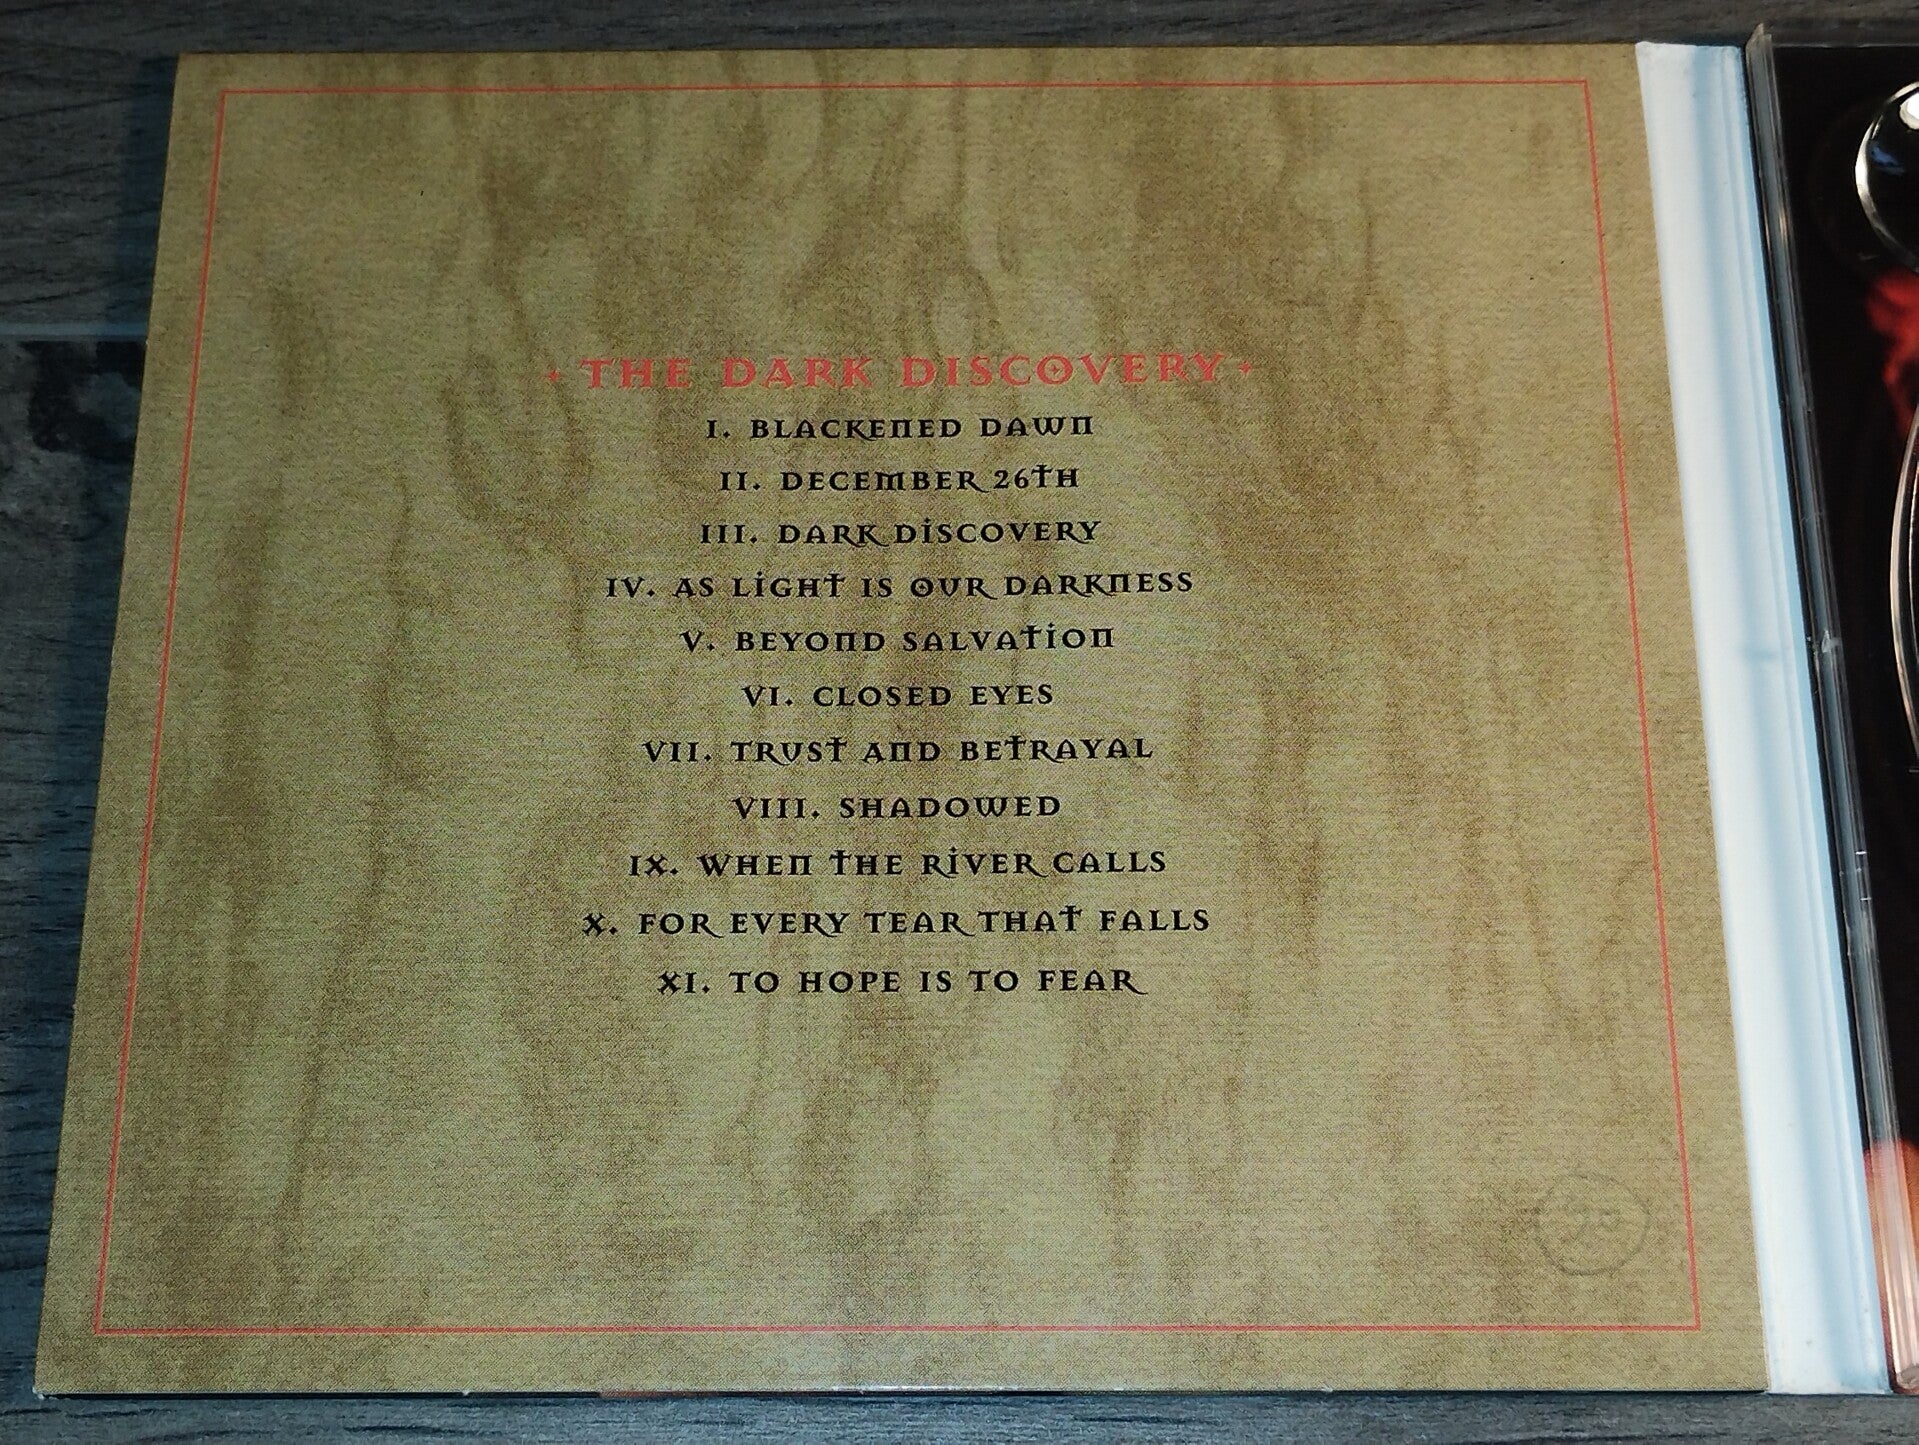 · THE DARK DISCOVERY ·
I. BLACKENED DAWN
II. DECEMBER 26TH
III. DARK DISCOVERY
IV. AS LIGHT IS OUR DARKNESS
V. BEYOND SALVATION
VI. CLOSED EYES
VII. TRUST AND BETRAYAL
VIII. SHADOWED
IX. WHEN THE RIVER CALLS
X. FOR EVERY TEAR THAT FALLS
XI. TO HOPE IS TO FEAR